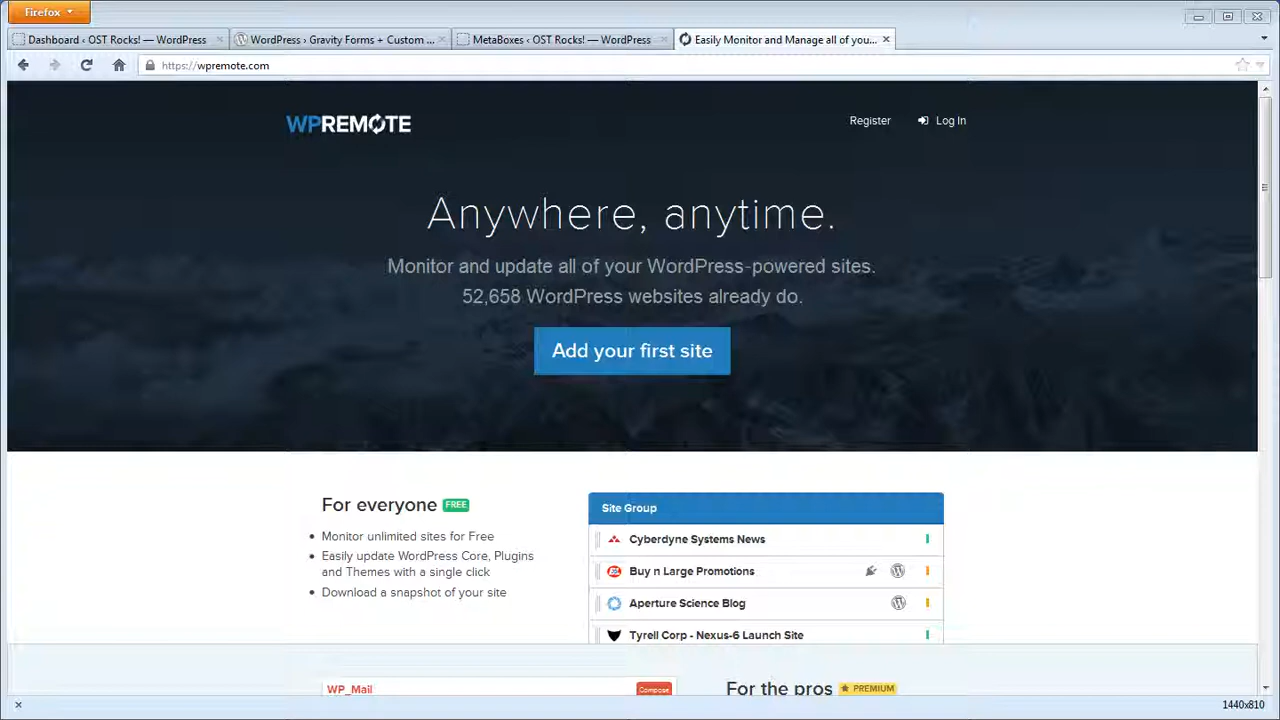 Firefox
Dashboard ‹ OST Rocks! — WordPress
WordPress › Gravity Forms + Custom ...
MetaBoxes ‹ OST Rocks! — WordPress
Easily Monitor and Manage all of you...
https://wpremote.com
WPREMOTE
Register
Log In
Anywhere, anytime.
Monitor and update all of your WordPress-powered sites.
52,658 WordPress websites already do.
Add your first site
For everyone FREE
• Monitor unlimited sites for Free
• Easily update WordPress Core, Plugins
and Themes with a single click
• Download a snapshot of your site
Site Group
Cyberdyne Systems News
Buy n Large Promotions
Aperture Science Blog
Tyrell Corp - Nexus-6 Launch Site
WP_Mail
Compose
For the pros PREMIUM
1440x810